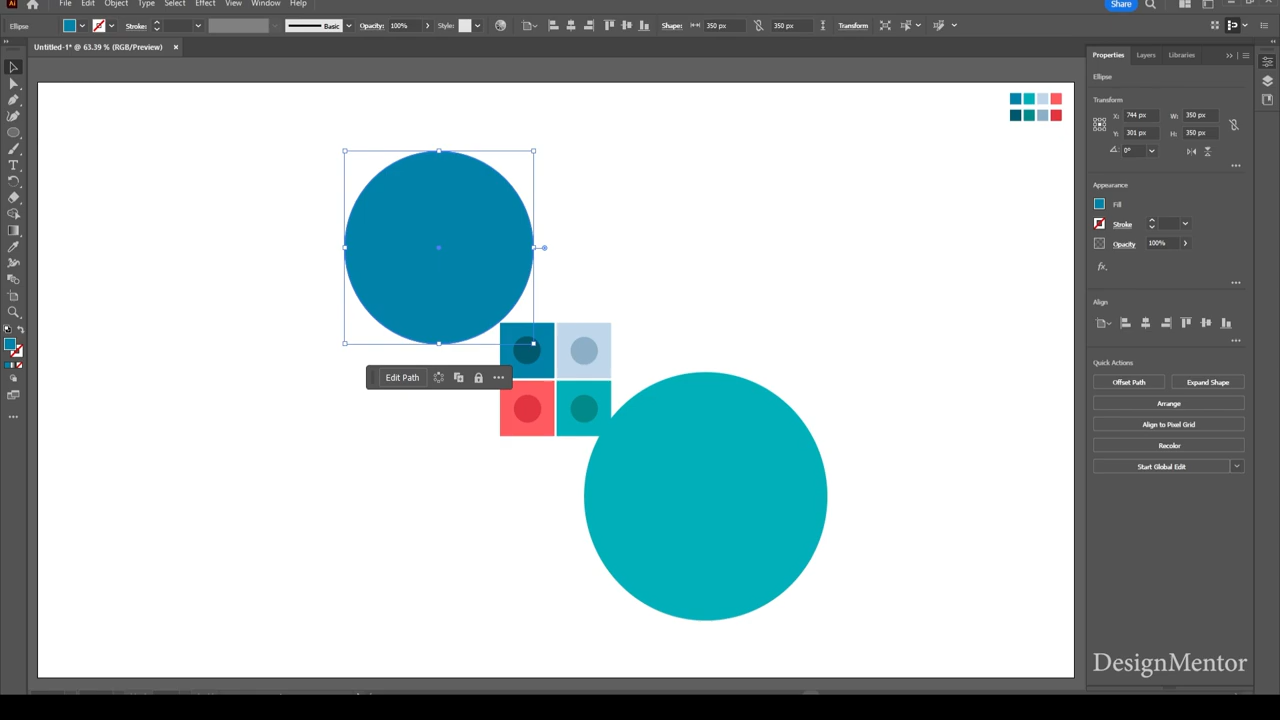 Ai File Edit Object Type Select Effect View Window Help Share
Ellipse Stroke: Basic Opacity: 100% Style: Shape: 350 px 350 px Transform
Untitled-1* @ 63.39 % (RGB/Preview) ×
Properties Layers Libraries
Ellipse
Transform
X: 744 px W: 350 px
Y: 301 px H: 350 px
0°
Appearance
Fill
Stroke
Opacity 100%
fx.
Align
Edit Path
Quick Actions
Offset Path Expand Shape
Arrange
Align to Pixel Grid
Recolor
Start Global Edit
DesignMentor